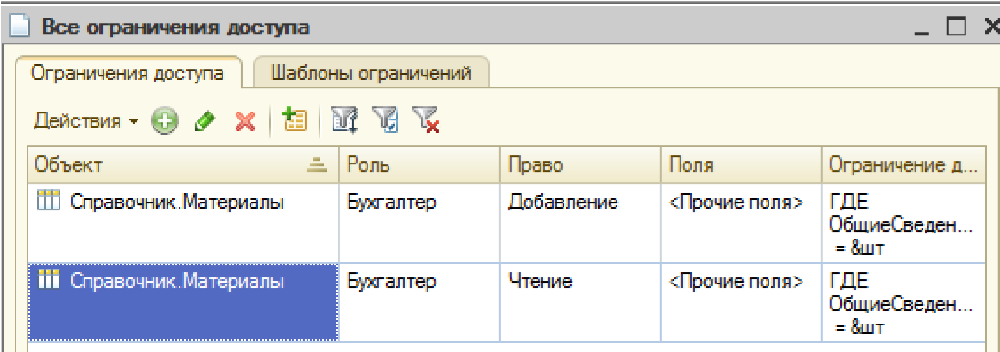 Все ограничения доступа
Ограничения доступа Шаблоны ограничений
Действия
Объект Роль Право Поля Ограничение д...
Справочник.Материалы Бухгалтер Добавление <Прочие поля> ГДЕ
ОбщиеСведен...
= &шт
Справочник.Материалы Бухгалтер Чтение <Прочие поля> ГДЕ
ОбщиеСведен...
= &шт